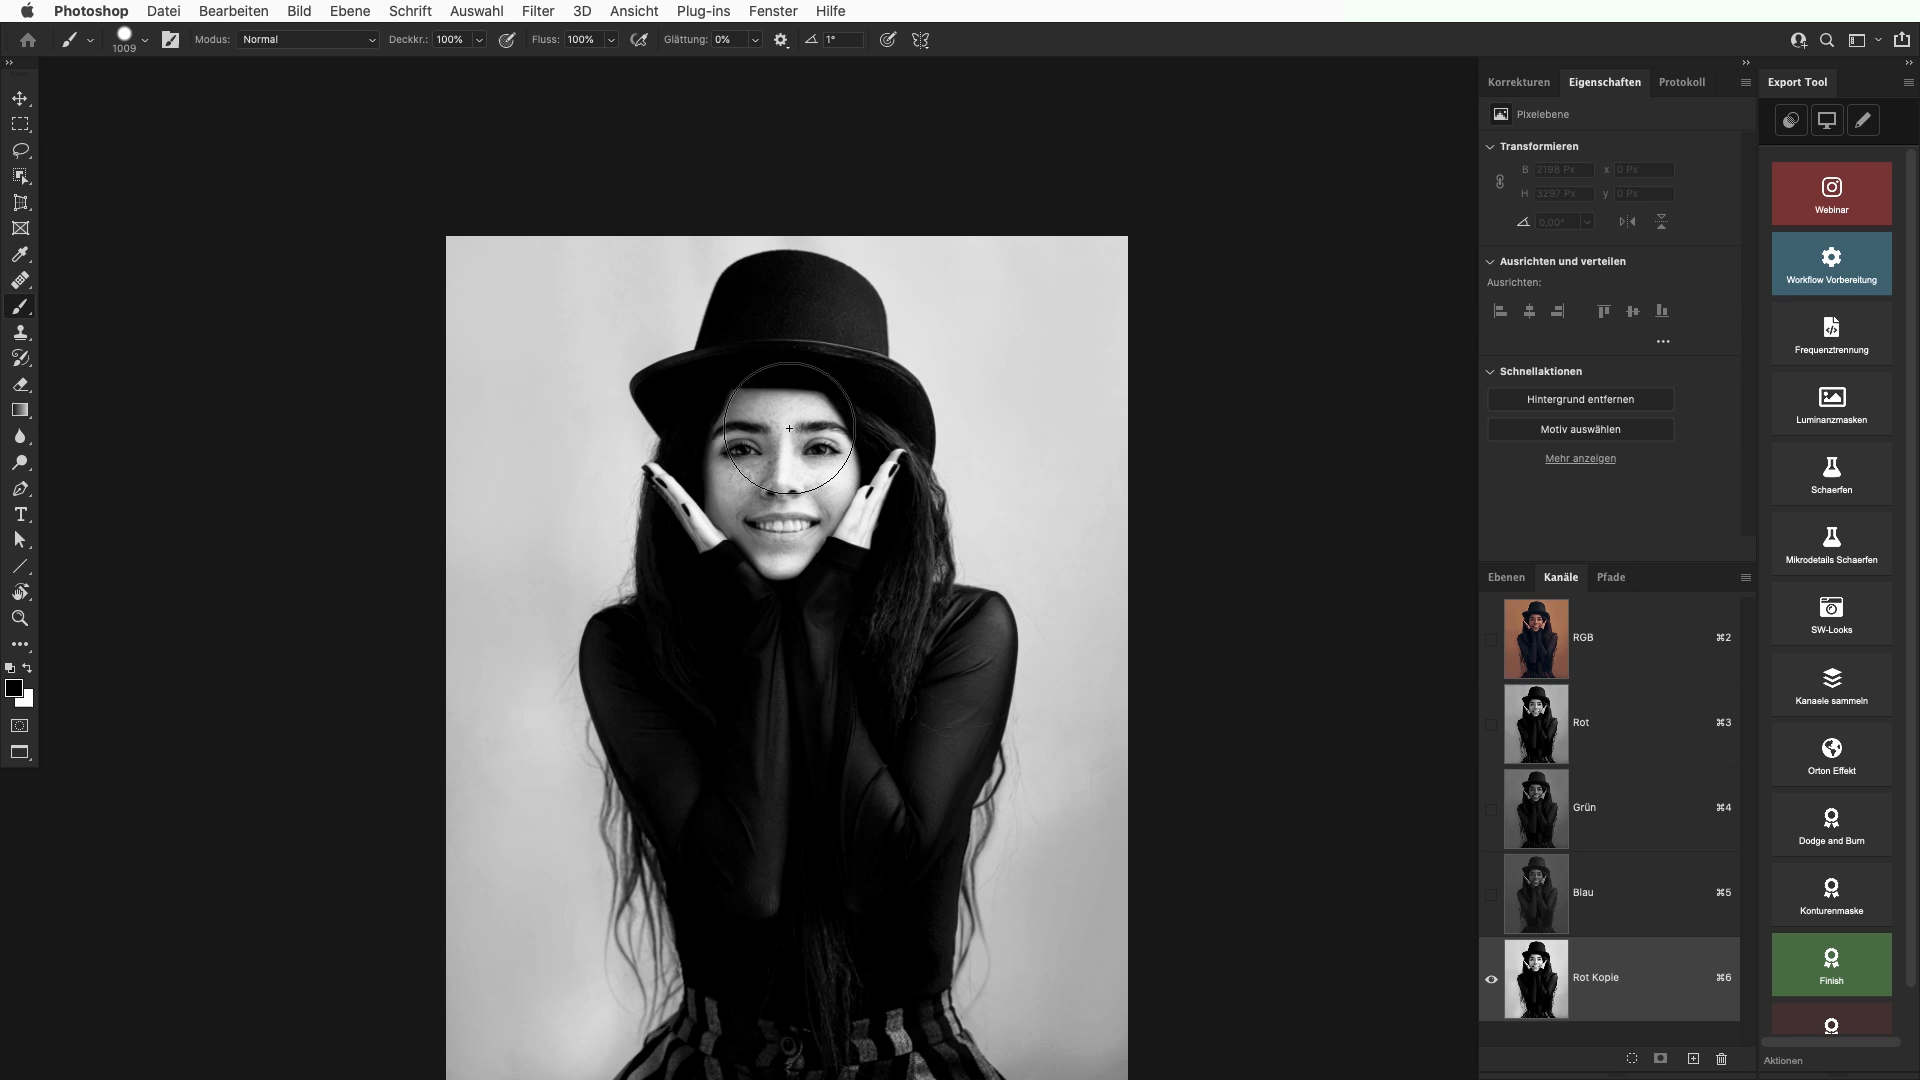 Photoshop Datei Bearbeiten Bild Ebene Schrift Auswahl Filter 3D Ansicht Plug-ins Fenster Hilfe
1009 Modus: Normal Deckkr.: 100% Fluss: 100% Glättung: 0% 1°
Korrekturen Eigenschaften Protokoll
Pixelebene
Transformieren
B 2198 Px x 0 Px
H 3297 Px y 0 Px
0,00°
Ausrichten und verteilen
Ausrichten:
Schnellaktionen
Hintergrund entfernen
Motiv auswählen
Mehr anzeigen
Ebenen Kanäle Pfade
RGB ⌘2
Rot ⌘3
Grün ⌘4
Blau ⌘5
Rot Kopie ⌘6
Export Tool
Webinar
Workflow Vorbereitung
Frequenztrennung
Luminanzmasken
Schaerfen
Mikrodetails Schaerfen
SW-Looks
Kanaele sammeln
Orton Effekt
Dodge and Burn
Konturenmaske
Finish
Aktionen